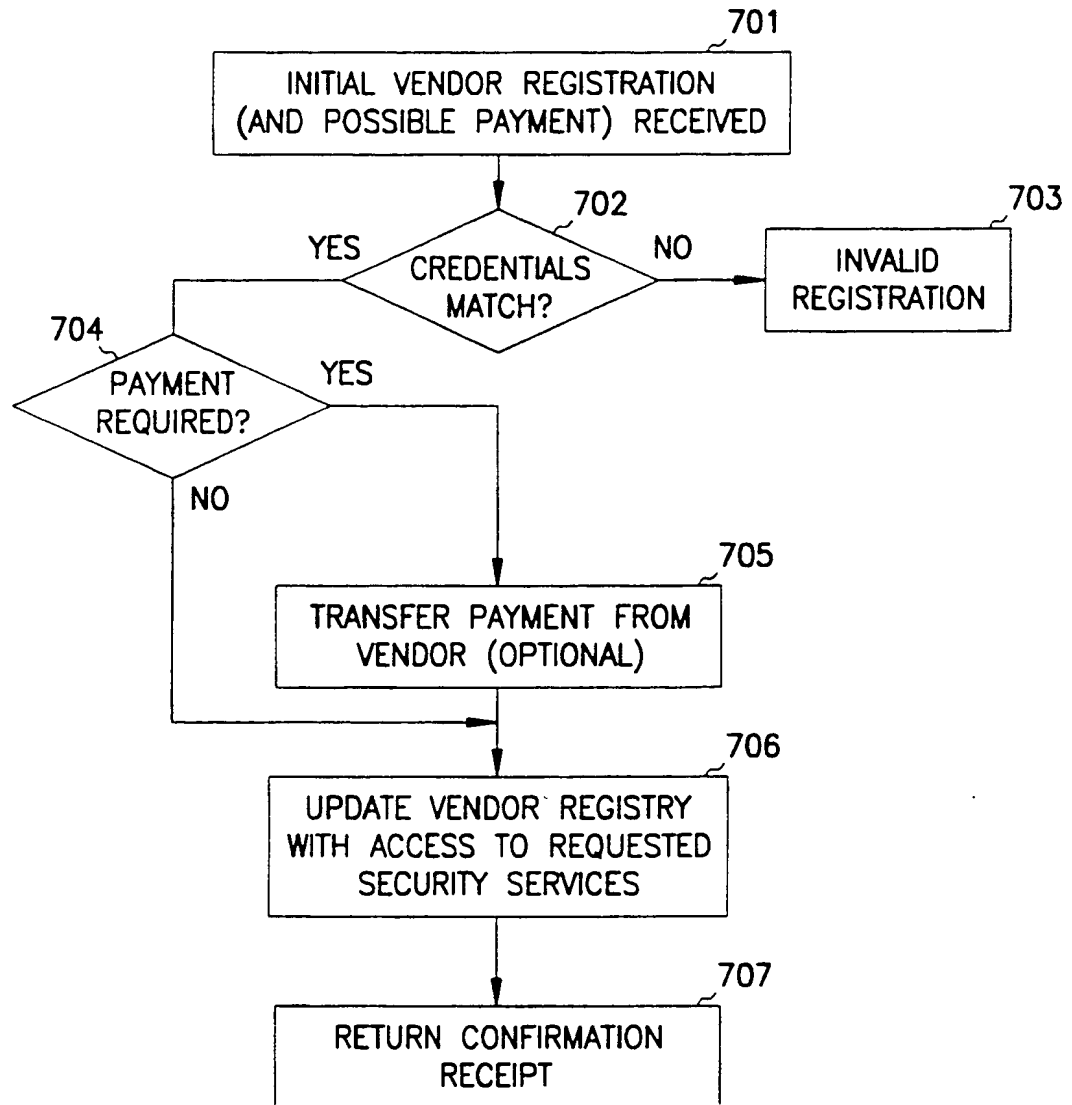 701
INITIAL VENDOR REGISTRATION
(AND POSSIBLE PAYMENT) RECEIVED
702
703
YES
CREDENTIALS
MATCH?
NO
INVALID
REGISTRATION
704
PAYMENT
REQUIRED?
YES
NO
705
TRANSFER PAYMENT FROM
VENDOR (OPTIONAL)
706
UPDATE VENDOR REGISTRY
WITH ACCESS TO REQUESTED
SECURITY SERVICES
707
RETURN CONFIRMATION
RECEIPT